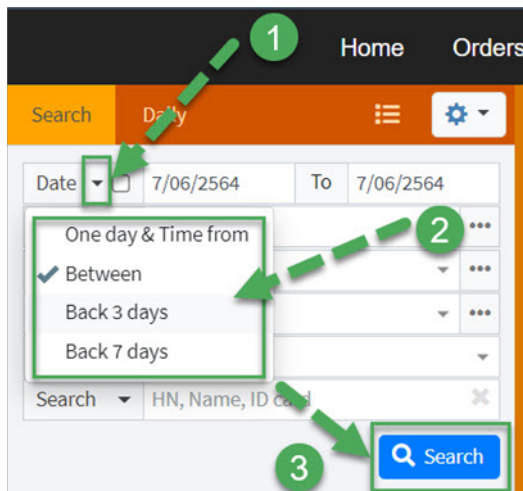 1
Home Orders
Search Daily
Date 7/06/2564 To 7/06/2564
One day & Time from
2
Between
Back 3 days
Back 7 days
Search HN, Name, ID card
3
Search